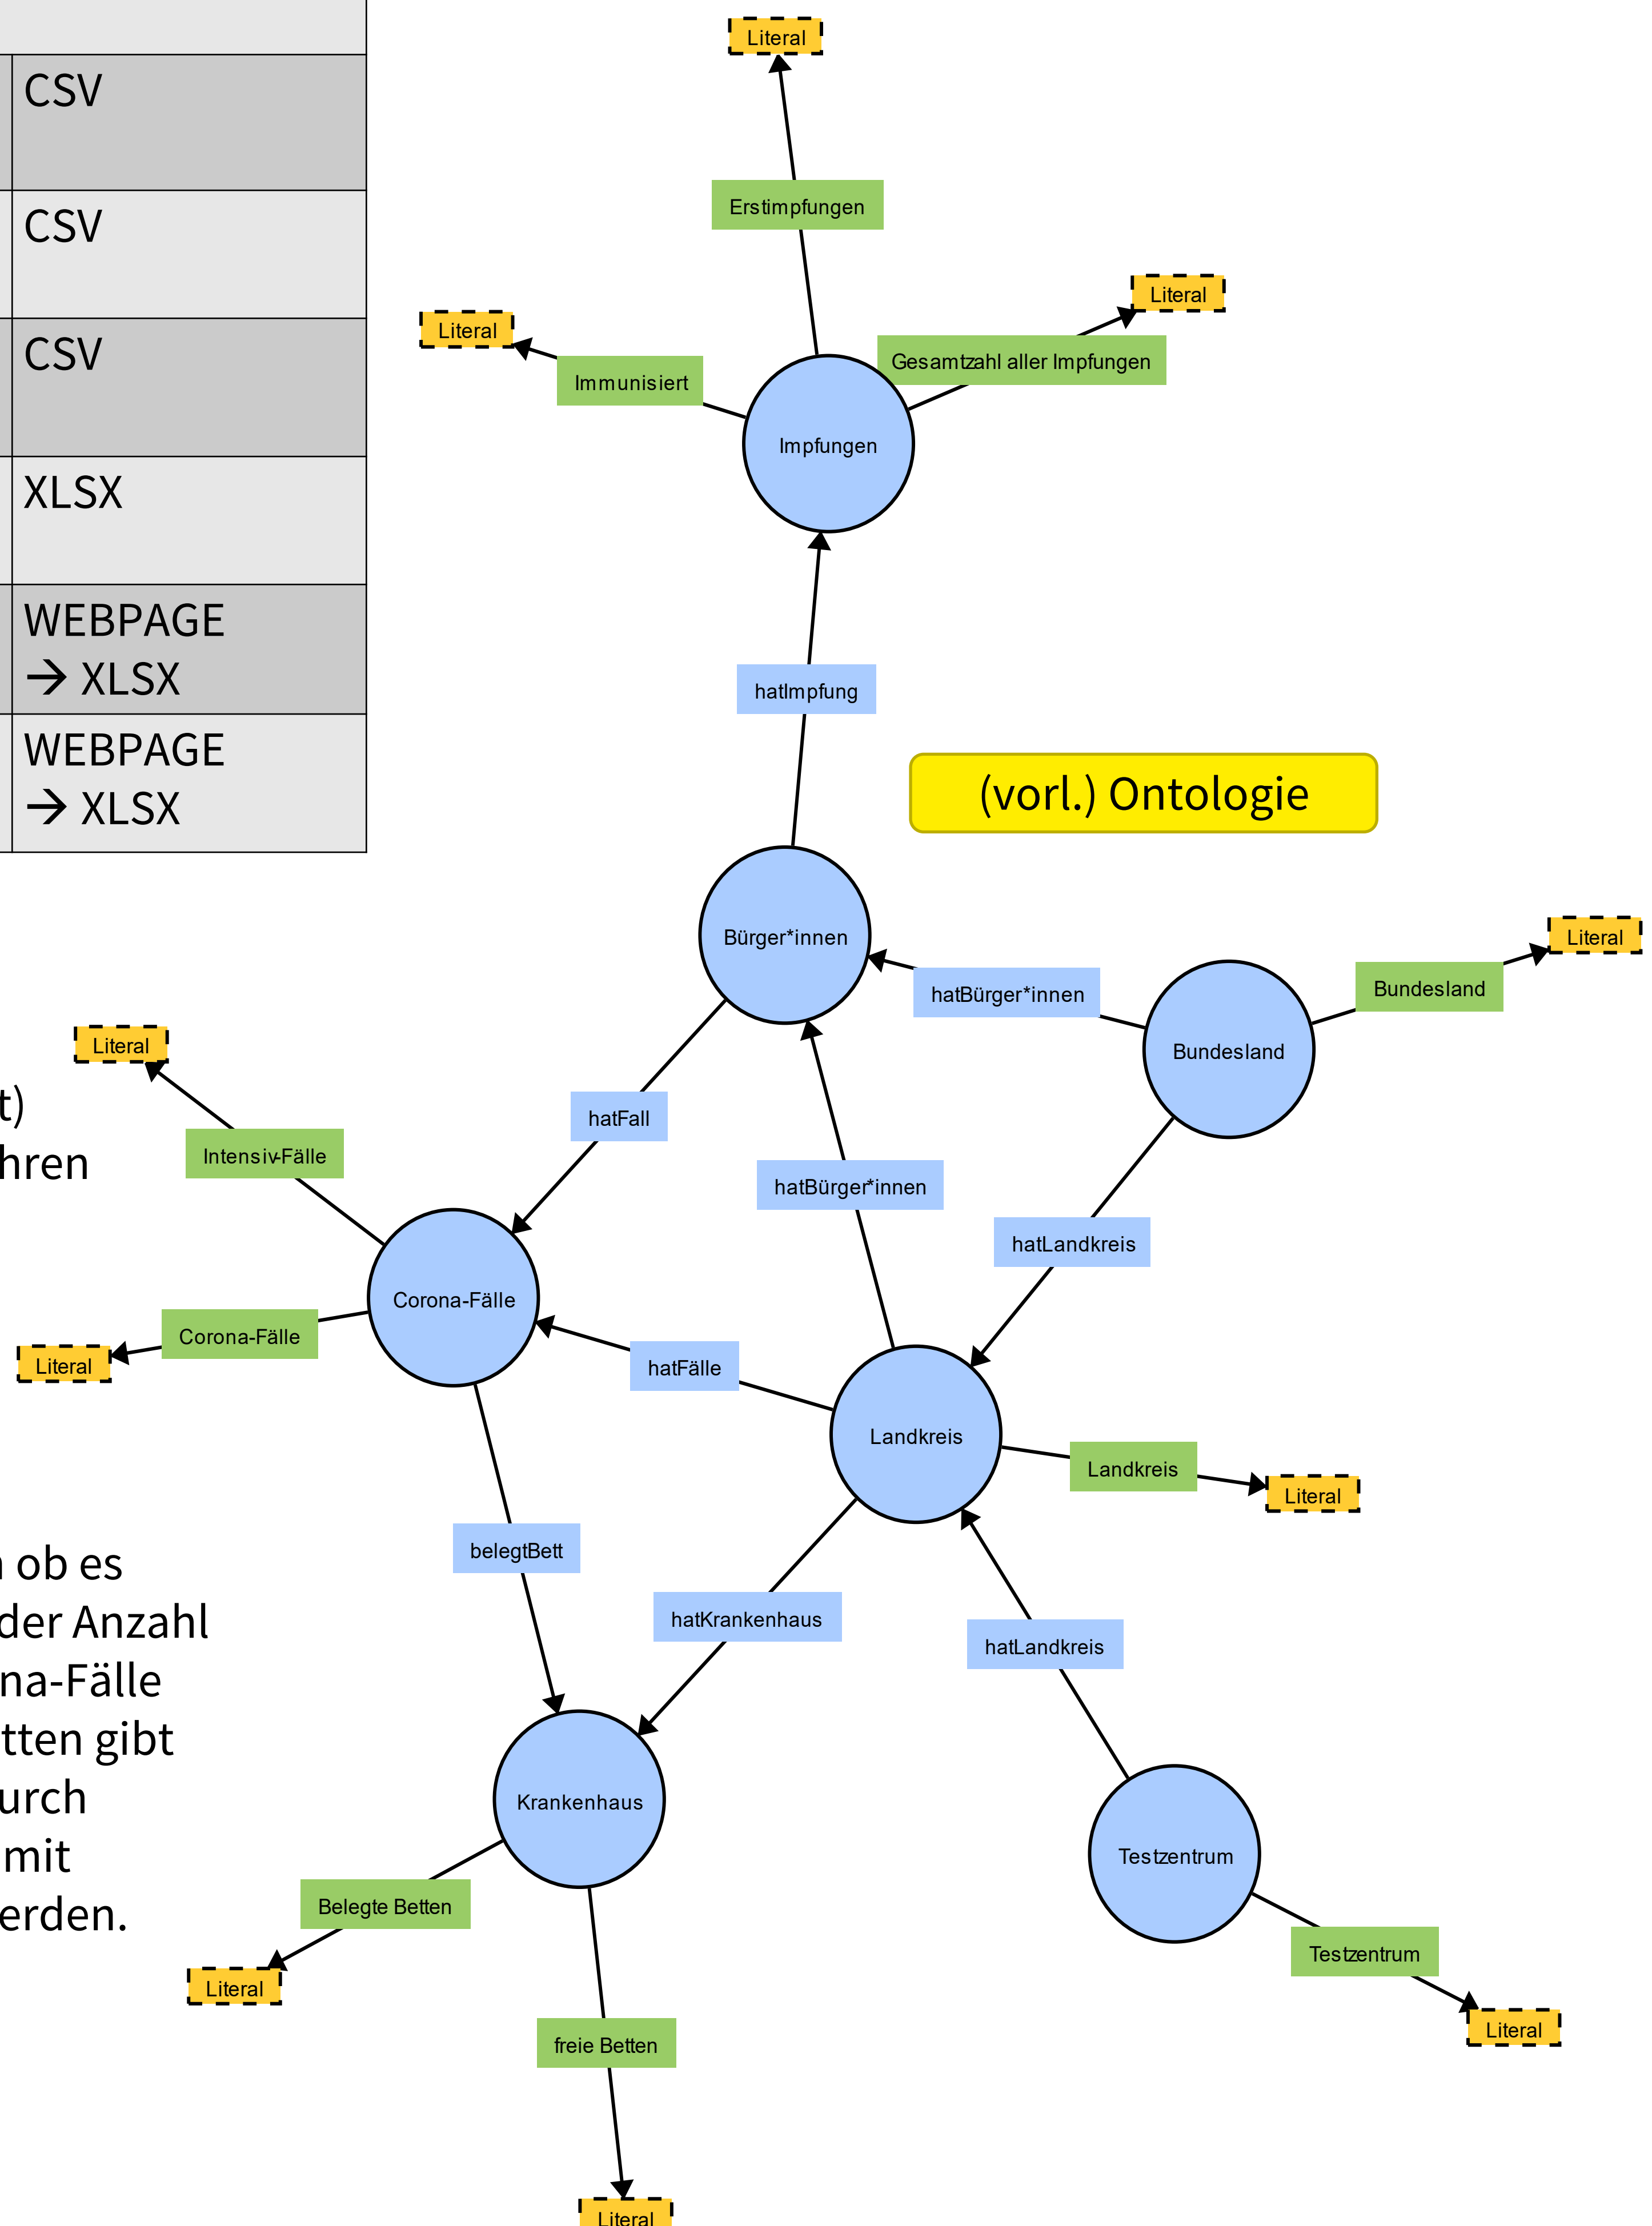 CSV
CSV
CSV
XLSX
WEBPAGE
→ XLSX
WEBPAGE
→ XLSX
Literal
Erstimpfungen
Literal
Literal
Gesamtzahl aller Impfungen
Immunisiert
Impfungen
hatImpfung
(vorl.) Ontologie
Bürger*innen
Literal
hatBürger*innen
Bundesland
Bundesland
Literal
hatFall
Intensiv-Fälle
hatBürger*innen
hatLandkreis
Corona-Fälle
Corona-Fälle
Literal
hatFälle
Landkreis
Landkreis
Literal
belegtBett
hatKrankenhaus
hatLandkreis
Krankenhaus
Testzentrum
Belegte Betten
Testzentrum
Literal
Literal
freie Betten
Literal
t)
hren
ob es
der Anzahl
na-Fälle
tten gibt
urch
mit
erden.